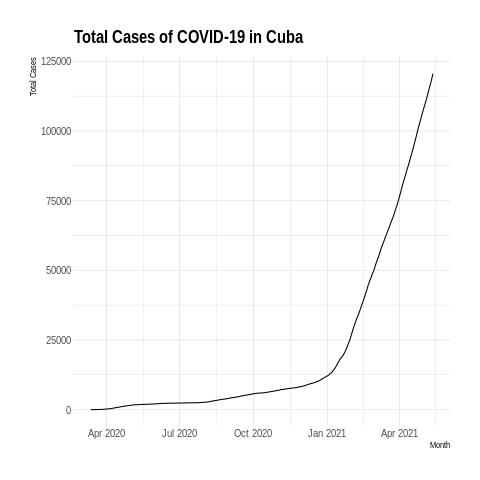 Total Cases of COVID-19 in Cuba
Total Cases
125000
100000
75000
50000
25000
0
Apr 2020 Jul 2020 Oct 2020 Jan 2021 Apr 2021
Month